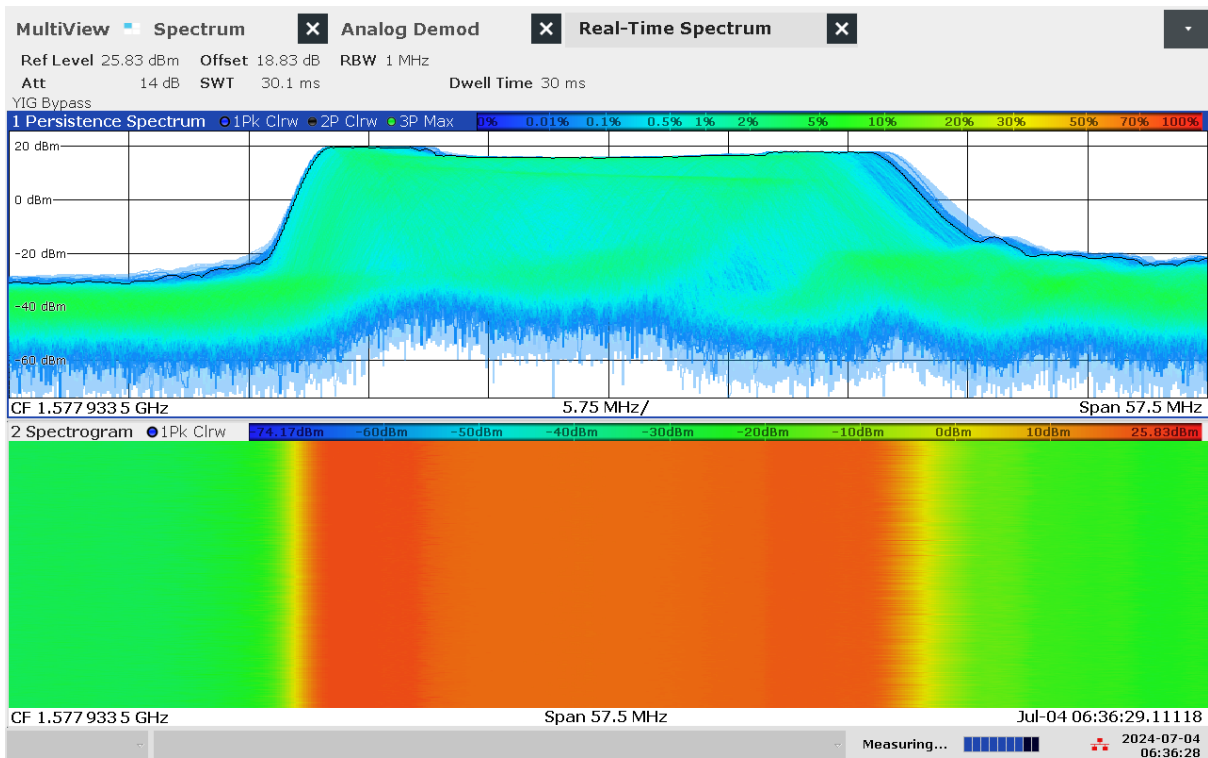 MultiView Spectrum X Analog Demod X Real-Time Spectrum X
Ref Level 25.83 dBm Offset 18.83 dB RBW 1 MHz
Att 14 dB SWT 30.1 ms Dwell Time 30 ms
YIG Bypass
1 Persistence Spectrum 1Pk Clrw 2P Clrw 3P Max 0% 0.01% 0.1% 0.5% 1% 2% 5% 10% 20% 30% 50% 70% 100%
20 dBm
0 dBm
-20 dBm
-40 dBm
-60 dBm
CF 1.577 933 5 GHz 5.75 MHz/ Span 57.5 MHz
2 Spectrogram 1Pk Clrw -74.17dBm -60dBm -50dBm -40dBm -30dBm -20dBm -10dBm 0dBm 10dBm 25.83dBm
CF 1.577 933 5 GHz Span 57.5 MHz Jul-04 06:36:29.11118
Measuring... 2024-07-04
06:36:28